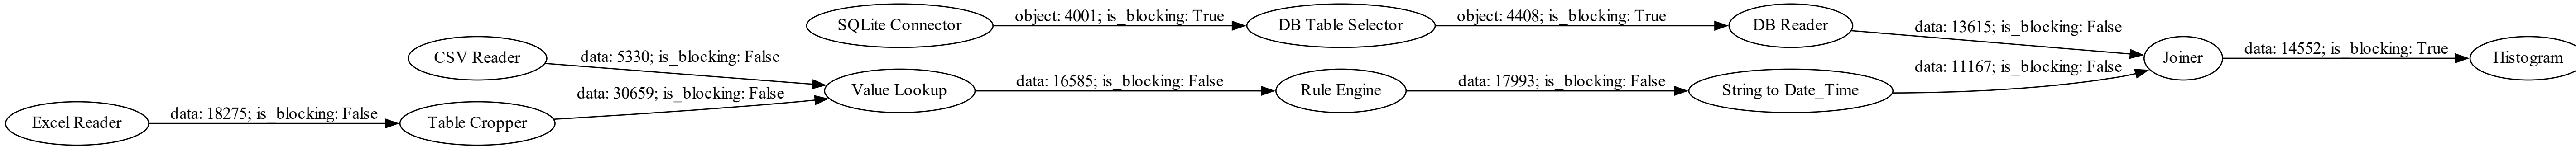 SQLite Connector
object: 4001; is_blocking: True
DB Table Selector
object: 4408; is_blocking: True
DB Reader
data: 13615; is_blocking: False
CSV Reader
data: 5330; is_blocking: False
Joiner
data: 14552; is_blocking: True
Histogram
Excel Reader
data: 18275; is_blocking: False
Table Cropper
data: 30659; is_blocking: False
Value Lookup
data: 16585; is_blocking: False
Rule Engine
data: 17993; is_blocking: False
String to Date_Time
data: 11167; is_blocking: False